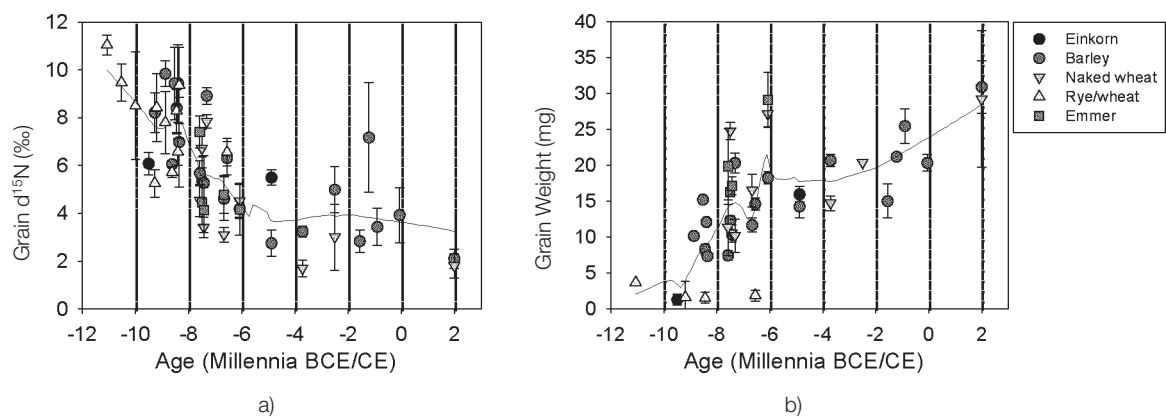 12
10
8
6
4
2
0
Grain d¹⁵N (‰)
-12 -10 -8 -6 -4 -2 0 2
Age (Millennia BCE/CE)
a)
40
35
30
25
20
15
10
5
0
Grain Weight (mg)
-12 -10 -8 -6 -4 -2 0 2
Age (Millennia BCE/CE)
b)
Einkorn
Barley
Naked wheat
Rye/wheat
Emmer